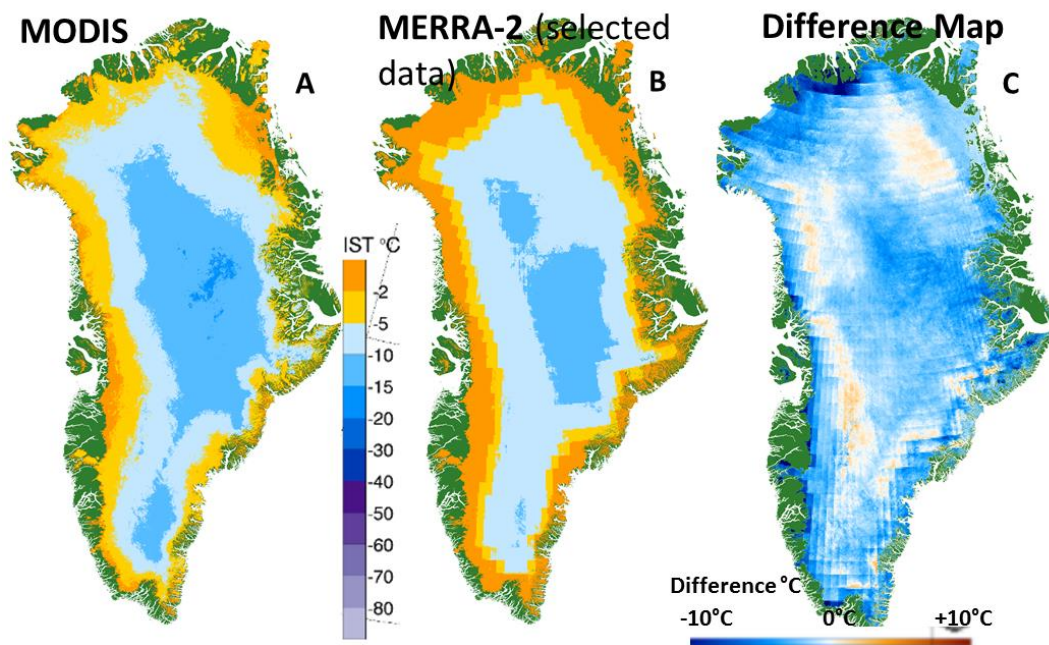 MODIS
MERRA-2 (selected
data)
Difference Map
A
B
C
IST °C
-2
-5
-10
-15
-20
-30
-40
-50
-60
-70
-80
Difference °C
-10°C
0°C
+10°C